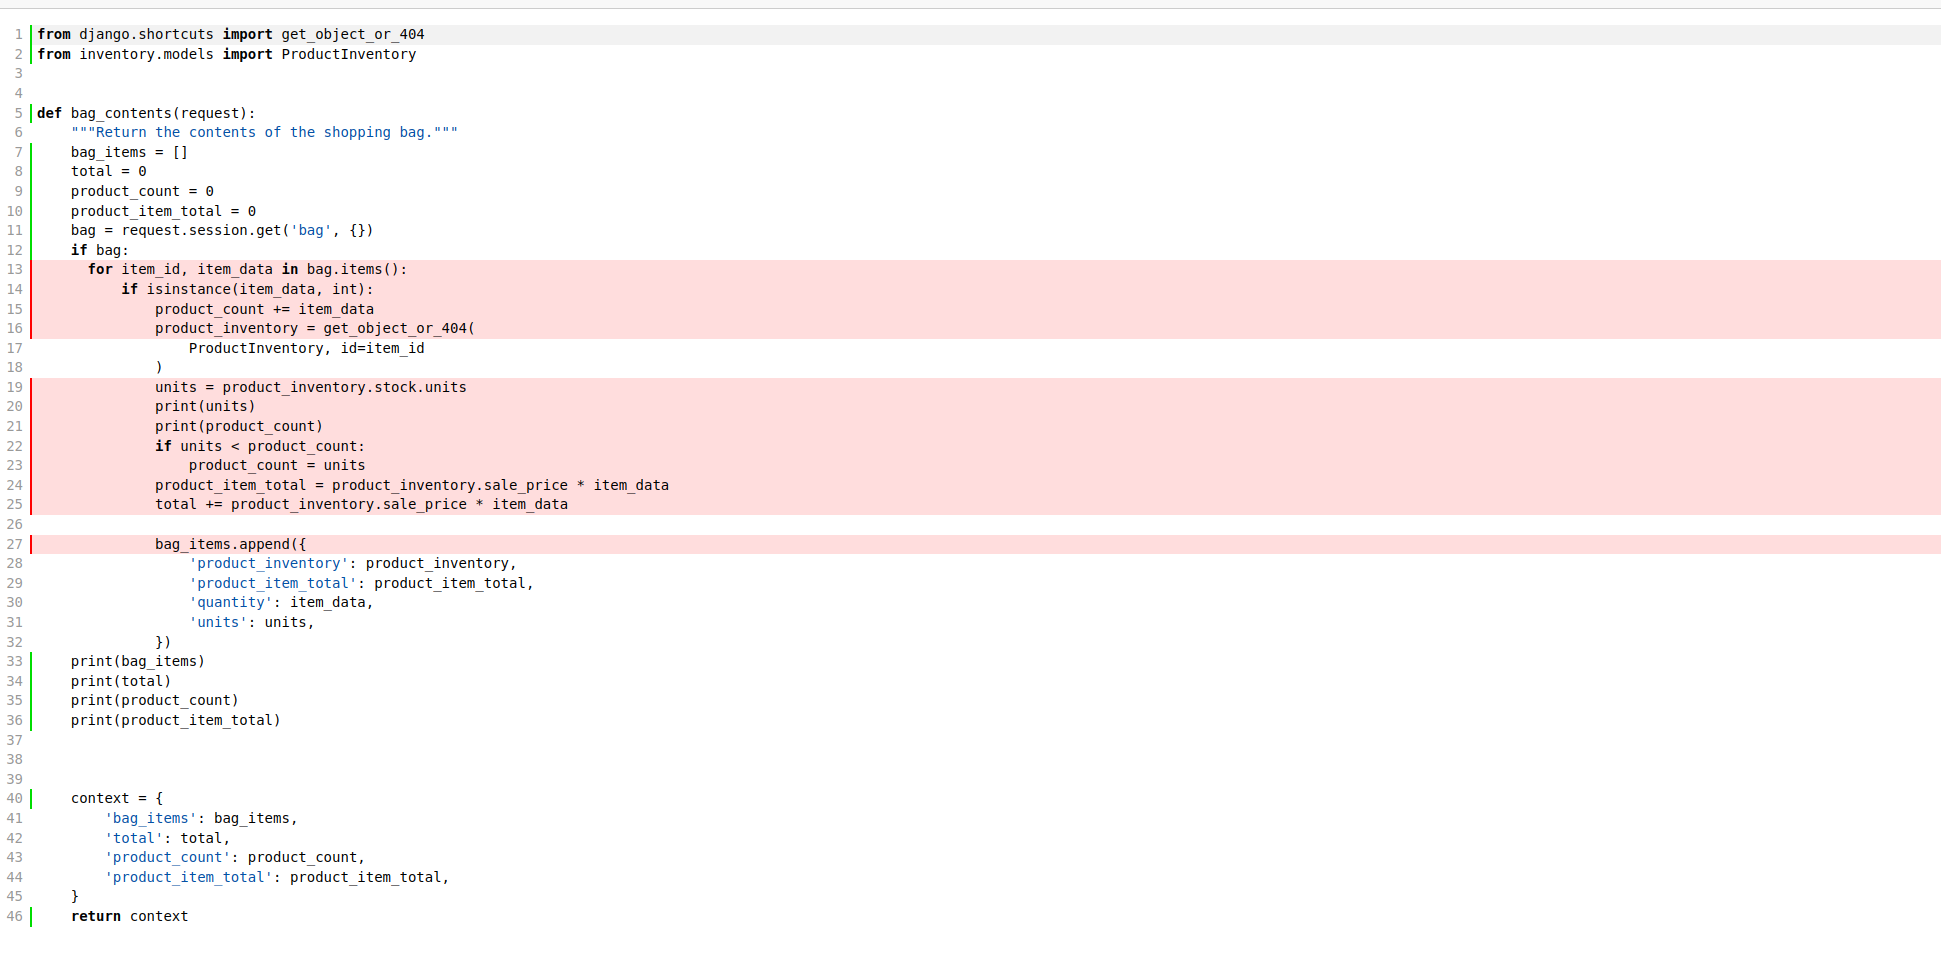 1 from django.shortcuts import get_object_or_404
2 from inventory.models import ProductInventory
3
4
5 def bag_contents(request):
6     """Return the contents of the shopping bag."""
7     bag_items = []
8     total = 0
9     product_count = 0
10     product_item_total = 0
11     bag = request.session.get('bag', {})
12     if bag:
13       for item_id, item_data in bag.items():
14           if isinstance(item_data, int):
15               product_count += item_data
16               product_inventory = get_object_or_404(
17                   ProductInventory, id=item_id
18               )
19               units = product_inventory.stock.units
20               print(units)
21               print(product_count)
22               if units < product_count:
23                   product_count = units
24               product_item_total = product_inventory.sale_price * item_data
25               total += product_inventory.sale_price * item_data
26
27               bag_items.append({
28                   'product_inventory': product_inventory,
29                   'product_item_total': product_item_total,
30                   'quantity': item_data,
31                   'units': units,
32               })
33     print(bag_items)
34     print(total)
35     print(product_count)
36     print(product_item_total)
37
38
39
40     context = {
41         'bag_items': bag_items,
42         'total': total,
43         'product_count': product_count,
44         'product_item_total': product_item_total,
45     }
46     return context